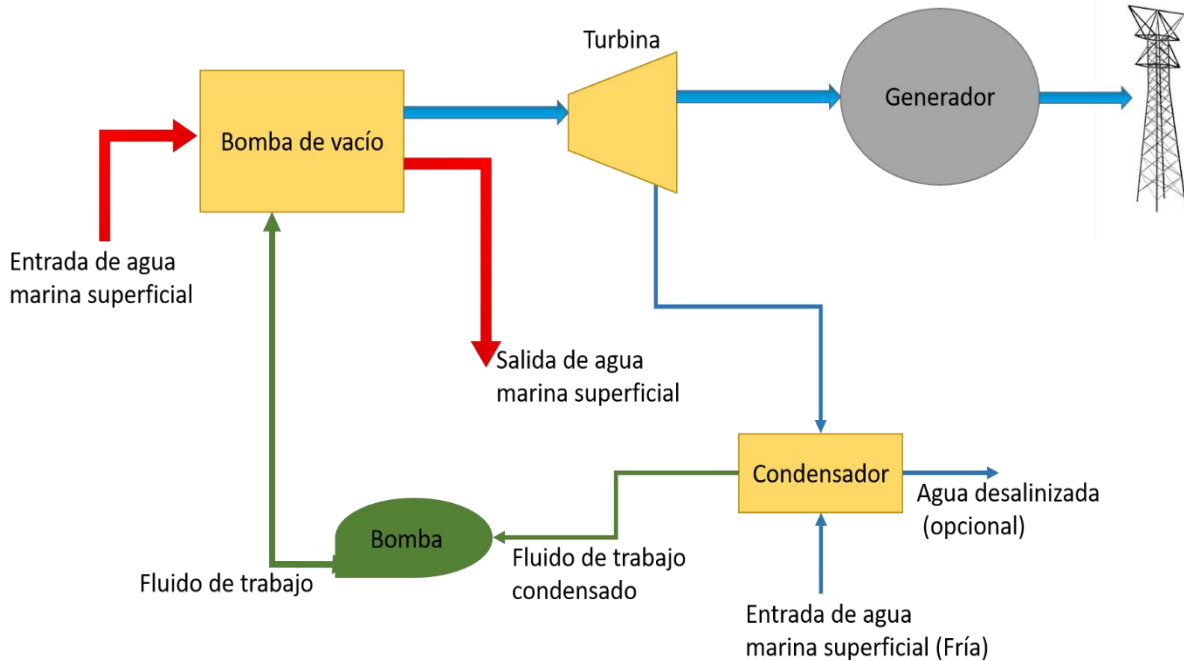 Turbina
Generador
Bomba de vacío
Entrada de agua
marina superficial
Salida de agua
marina superficial
Condensador
Agua desalinizada
(opcional)
Bomba
Fluido de trabajo
Fluido de trabajo
condensado
Entrada de agua
marina superficial (Fría)